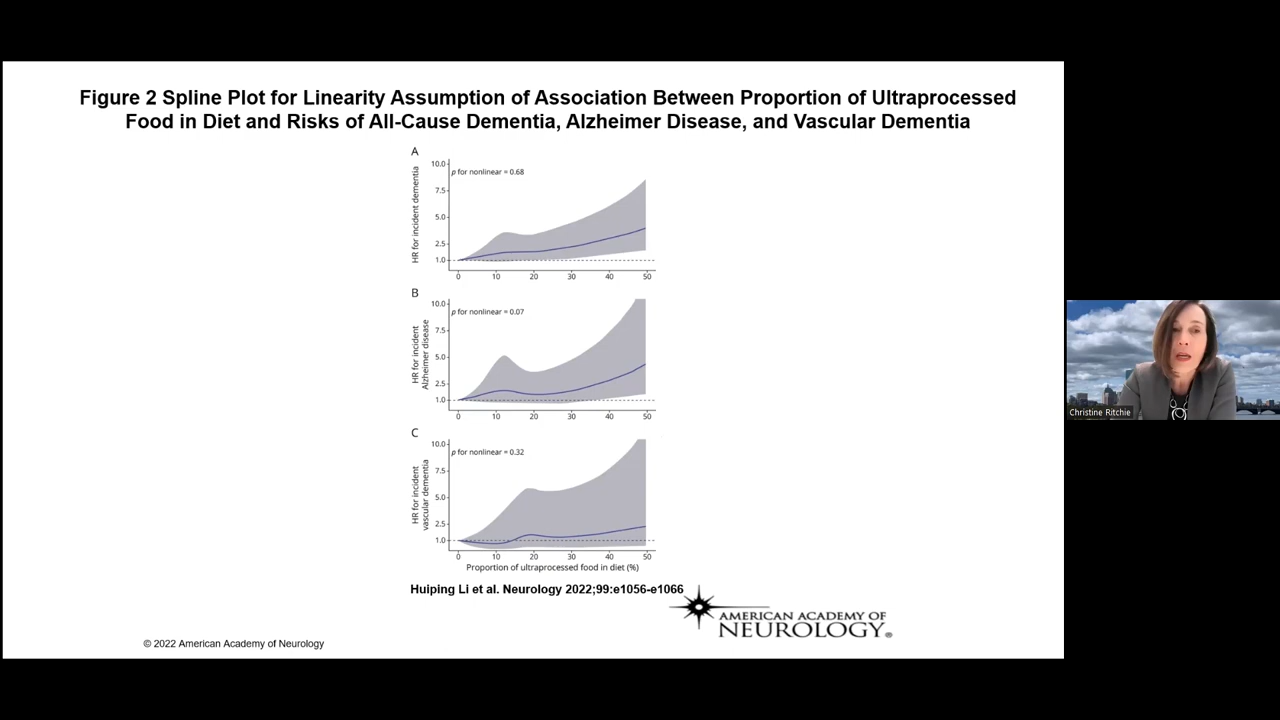 Figure 2 Spline Plot for Linearity Assumption of Association Between Proportion of Ultraprocessed
Food in Diet and Risks of All-Cause Dementia, Alzheimer Disease, and Vascular Dementia
A
HR for incident dementia
10.0
7.5
5.0
2.5
1.0
p for nonlinear = 0.68
0 10 20 30 40 50
B
HR for incident
Alzheimer disease
10.0
7.5
5.0
2.5
1.0
p for nonlinear = 0.07
0 10 20 30 40 50
C
HR for incident
vascular dementia
10.0
7.5
5.0
2.5
1.0
p for nonlinear = 0.32
0 10 20 30 40 50
Proportion of ultraprocessed food in diet (%)
Huiping Li et al. Neurology 2022;99:e1056-e1066
AMERICAN ACADEMY OF
NEUROLOGY®
© 2022 American Academy of Neurology
Christine Ritchie